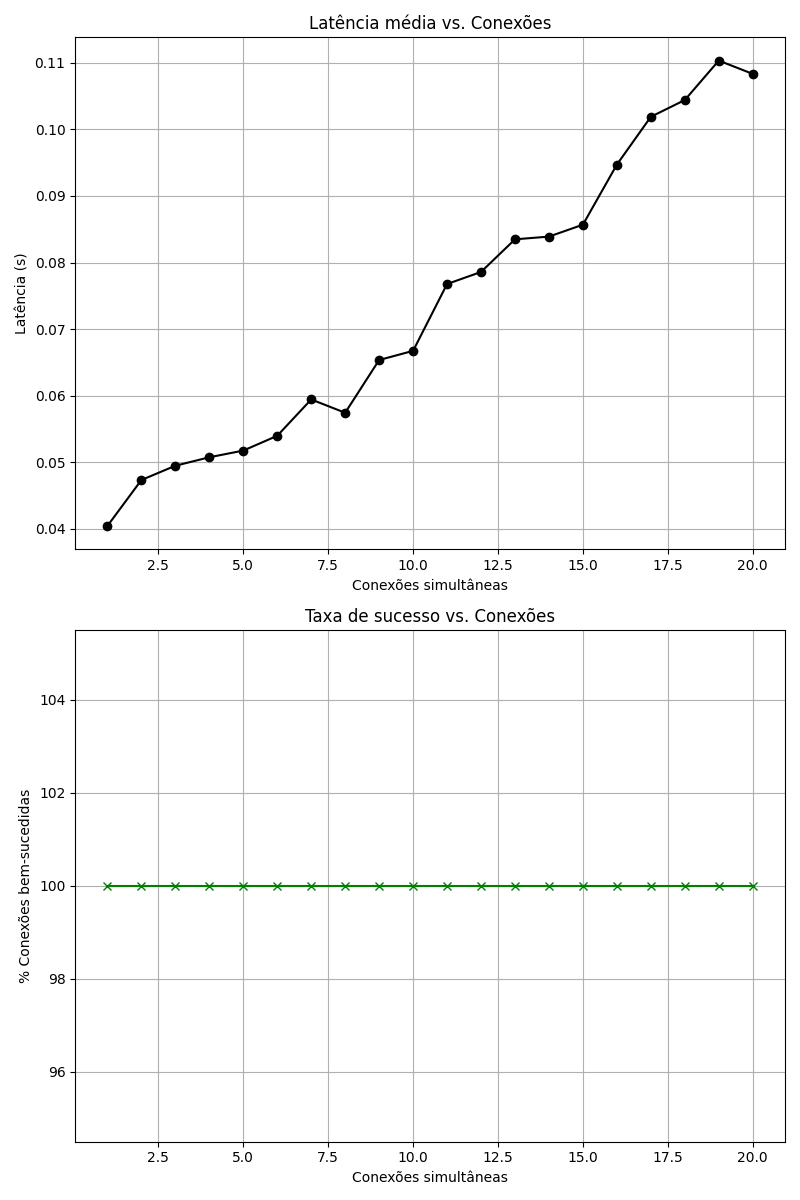 Latência média vs. Conexões
0.11
0.10
0.09
0.08
0.07
0.06
0.05
0.04
Latência (s)
2.5 5.0 7.5 10.0 12.5 15.0 17.5 20.0
Conexões simultâneas
Taxa de sucesso vs. Conexões
104
102
100
98
96
% Conexões bem-sucedidas
2.5 5.0 7.5 10.0 12.5 15.0 17.5 20.0
Conexões simultâneas